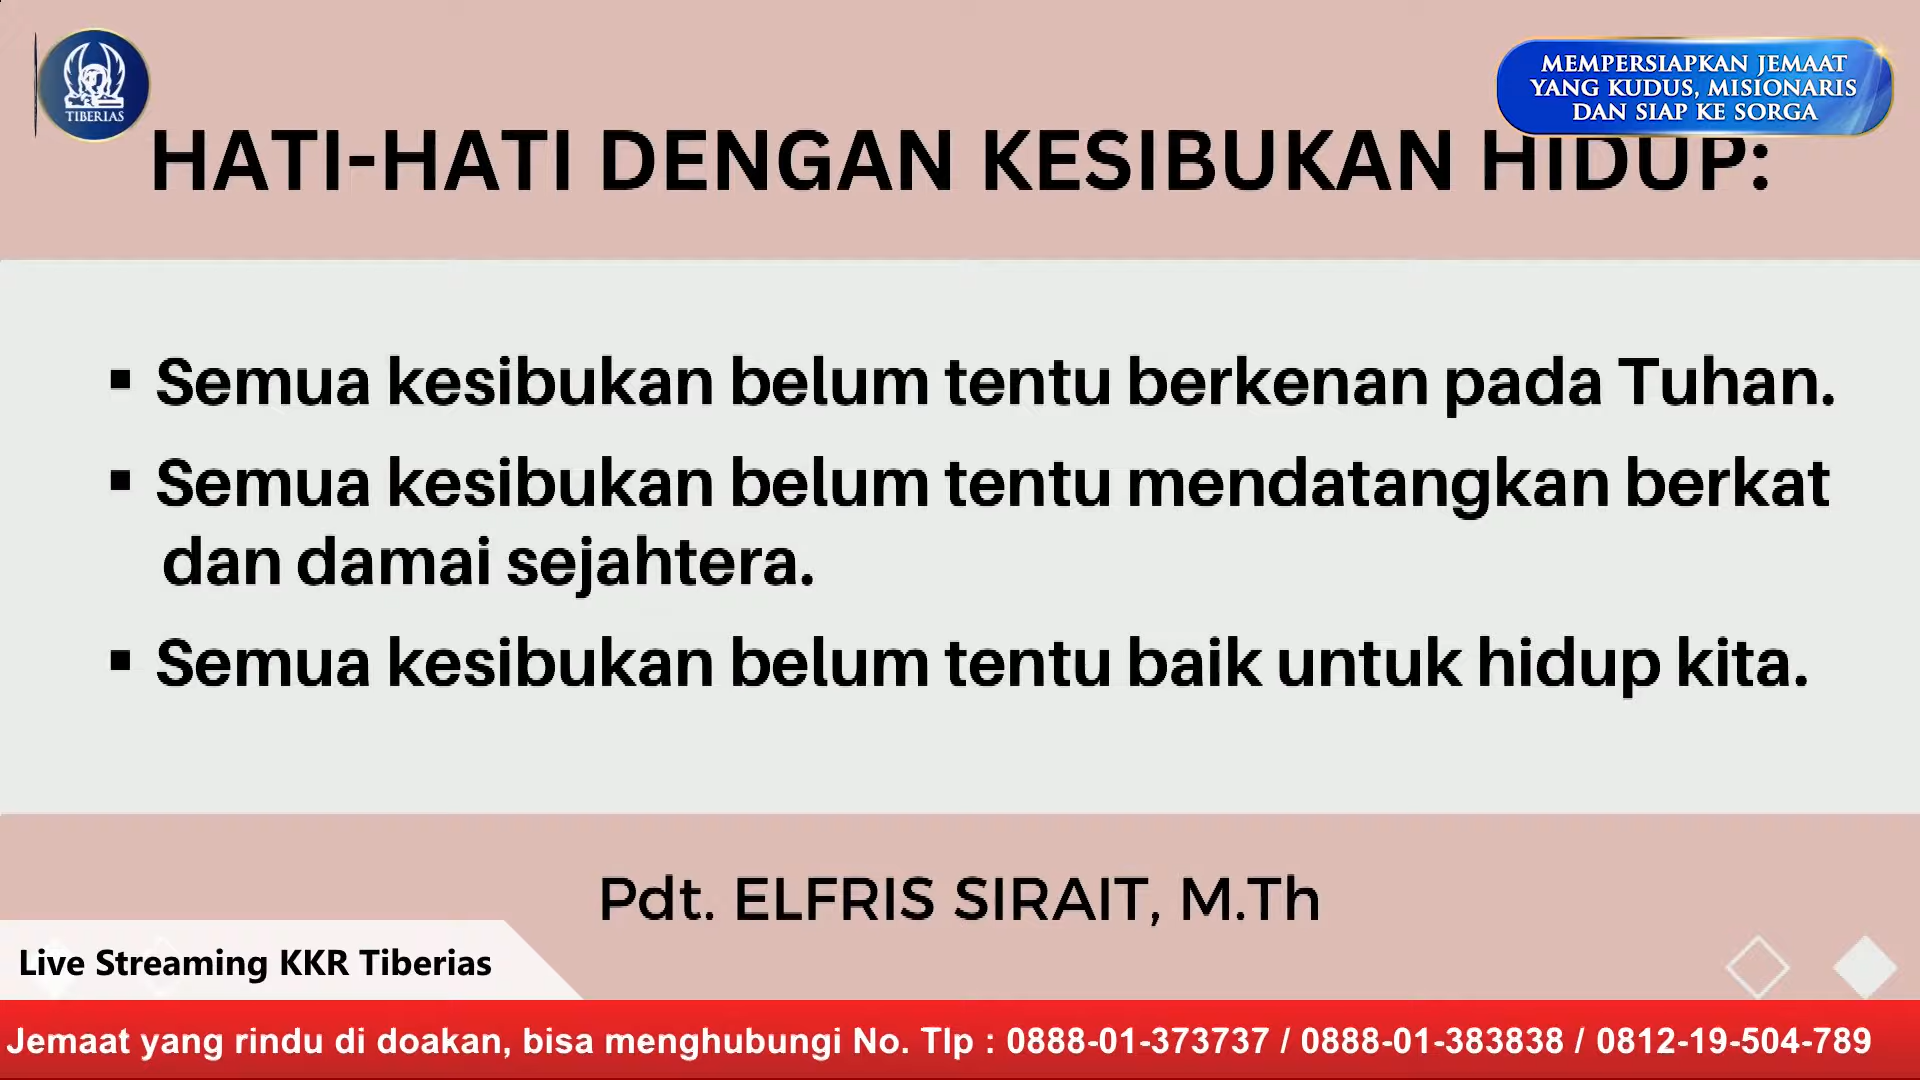 TIBERIAS
MEMPERSIAPKAN JEMAAT
YANG KUDUS, MISIONARIS
DAN SIAP KE SORGA
HATI-HATI DENGAN KESIBUKAN HIDUP:
▪ Semua kesibukan belum tentu berkenan pada Tuhan.
▪ Semua kesibukan belum tentu mendatangkan berkat
dan damai sejahtera.
▪ Semua kesibukan belum tentu baik untuk hidup kita.
Pdt. ELFRIS SIRAIT, M.Th
Live Streaming KKR Tiberias
Jemaat yang rindu di doakan, bisa menghubungi No. Tlp : 0888-01-373737 / 0888-01-383838 / 0812-19-504-789